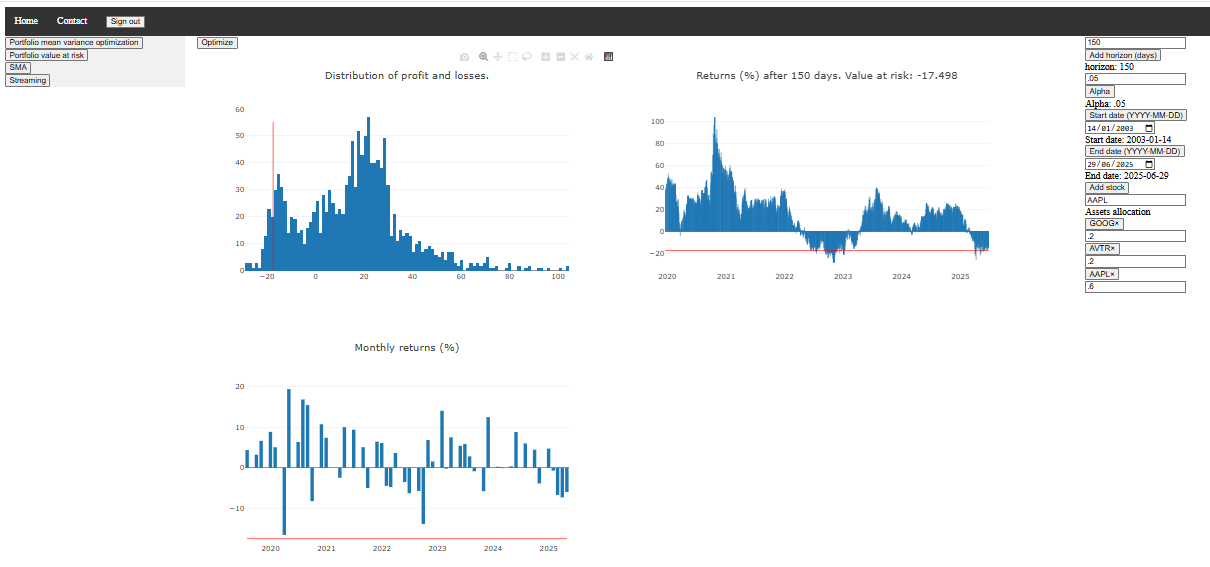 Home Contact Sign out
Portfolio mean variance optimization
Portfolio value at risk
SMA
Streaming
Optimize
Distribution of profit and losses.
60
50
40
30
20
10
0
−20 0 20 40 60 80 100
Returns (%) after 150 days. Value at risk: -17.498
100
80
60
40
20
0
−20
2020 2021 2022 2023 2024 2025
Monthly returns (%)
20
10
0
−10
2020 2021 2022 2023 2024 2025
150
Add horizon (days)
horizon: 150
.05
Alpha
Alpha: .05
Start date (YYYY-MM-DD)
14/01/2003
Start date: 2003-01-14
End date (YYYY-MM-DD)
29/06/2025
End date: 2025-06-29
Add stock
AAPL
Assets allocation
GOOG×
.2
AVTR×
.2
AAPL×
.6